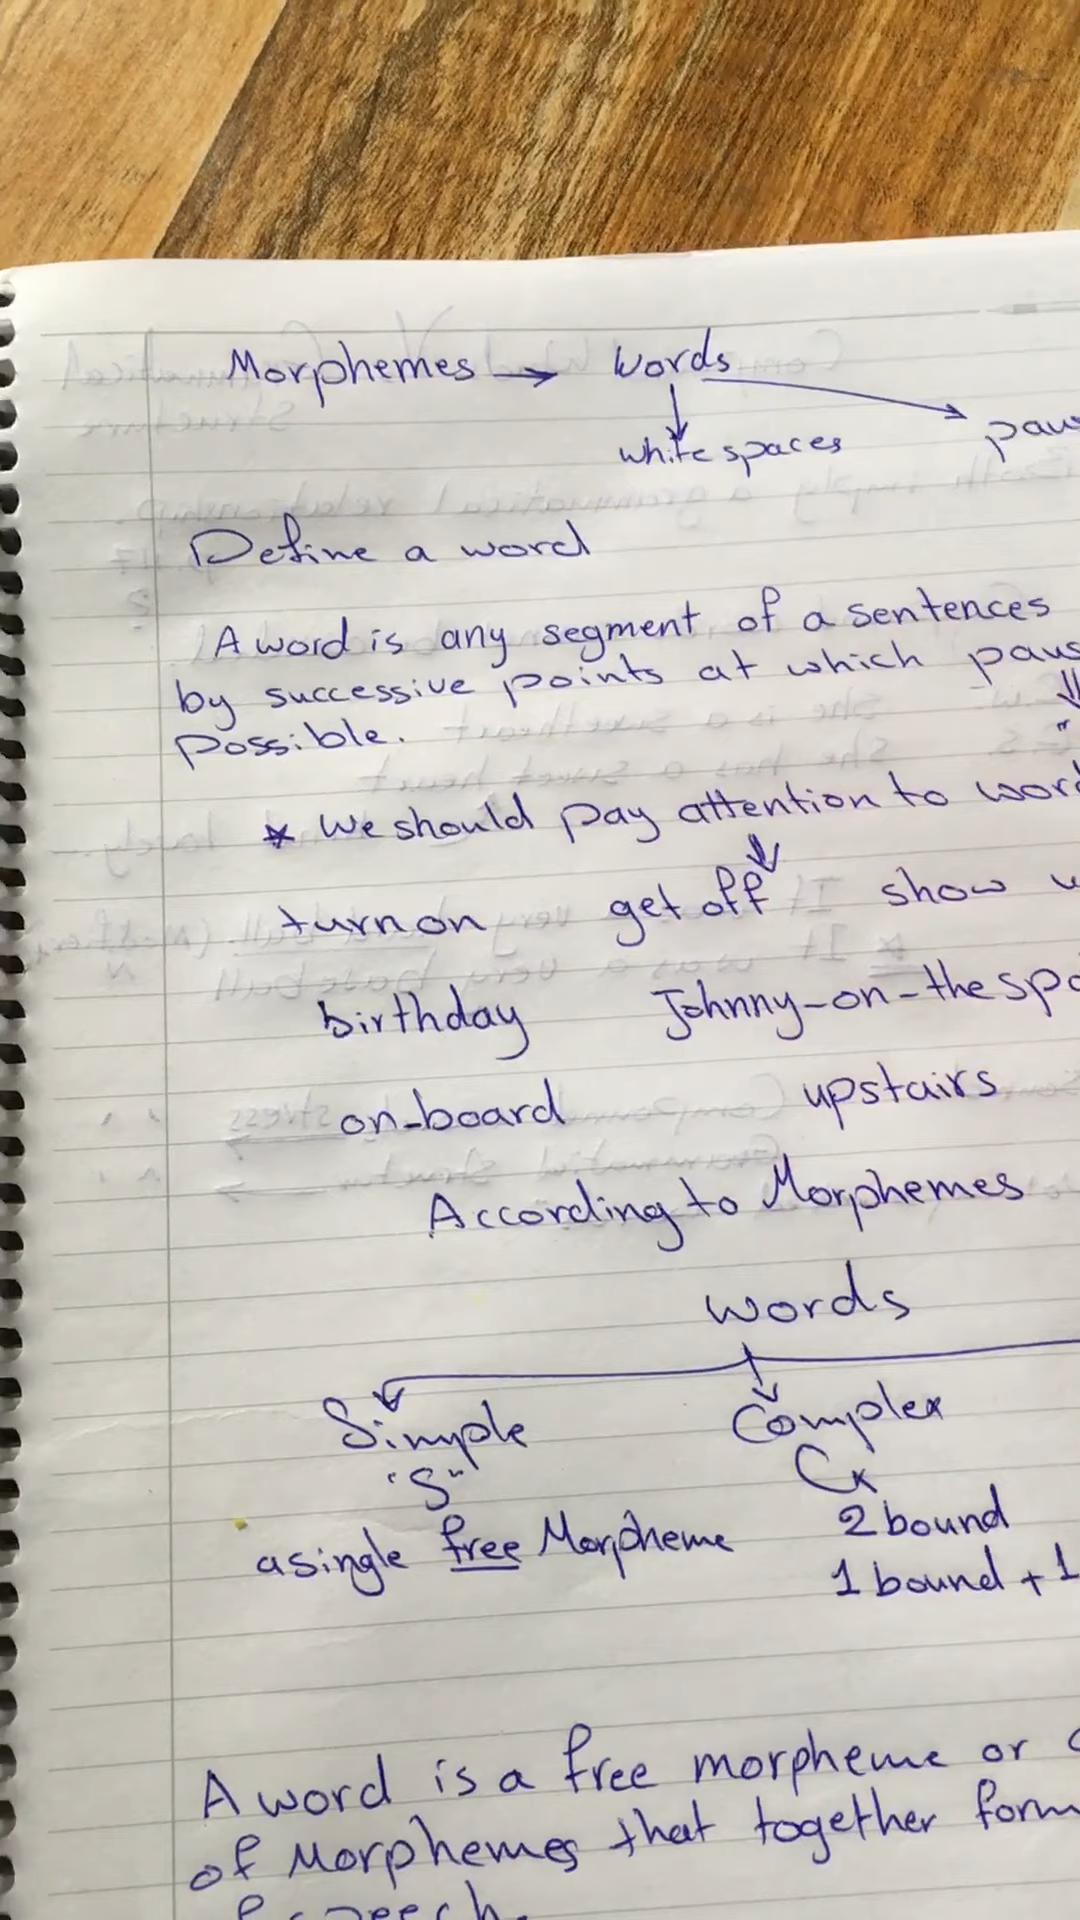 Morphemes → Words
white spaces paus
Define a word
A word is any segment of a sentences
by successive points at which paus
possible.
* We should pay attention to word
turn on get off show u
birthday Johnny-on-the spo
on-board upstairs
According to Morphemes
words
Simple Complex
"S" Cx
a single free Morpheme 2 bound
1 bound + 1
A word is a free morpheme or
of Morphemes that together form